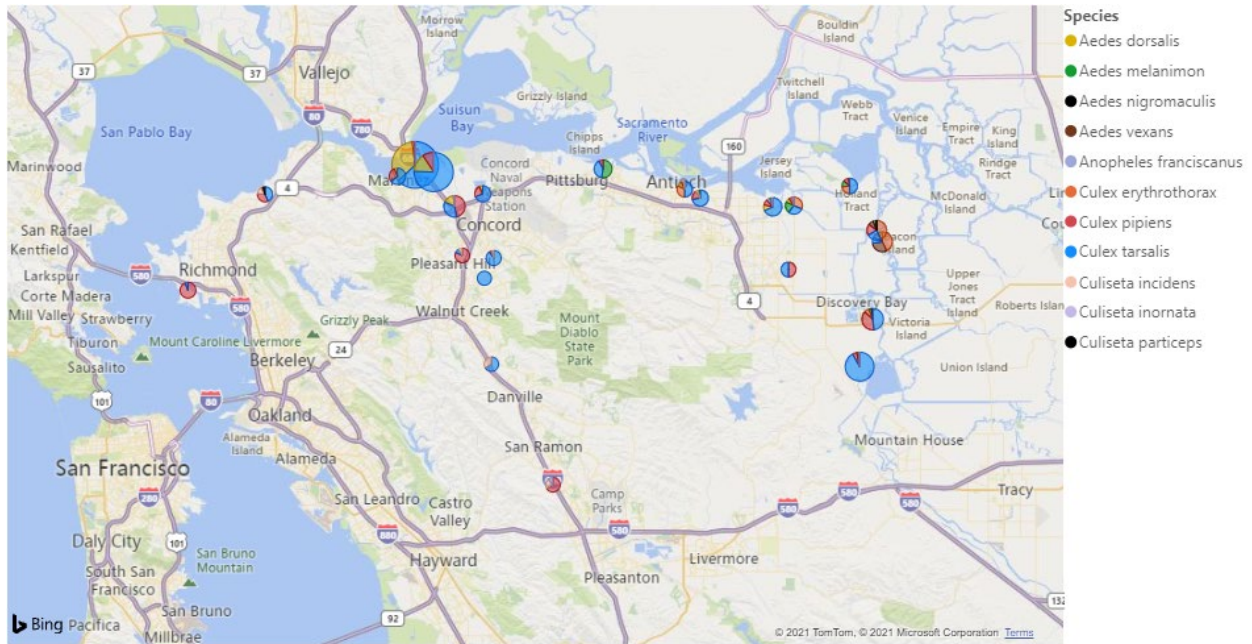 Morrow
Island
Bouldin
Island
Species
Aedes dorsalis
Aedes melanimon
Aedes nigromaculis
Aedes vexans
Anopheles franciscanus
Culex erythrothorax
Culex pipiens
Culex tarsalis
Culiseta incidens
Culiseta inornata
Culiseta particeps
37
37
Vallejo
80
780
Grizzly Island
Suisun
Bay
Twitchell
Island
Webb
Tract
Venice
Island
Empire
Tract
King
Island
Rindge
Tract
San Pablo Bay
Marinwood
Chipps
Island
Sacramento
River
160
Jersey
Island
Concord
Naval
Weapons
Station
Pittsburg
Antioch
Holland
Tract
McDonald
Island
4
Concord
San Rafael
Kentfield
Richmond
580
Larkspur
Corte Madera
Mill Valley
Strawberry
Tiburon
Sausalito
Pleasant Hill
Walnut Creek
Upper
Jones
Tract
Discovery Bay
Victoria
Island
Roberts Island
4
580
Grizzly Peak
Mount Caroline Livermore
Berkeley
24
Mount
Diablo
State
Park
Union Island
101
80
Oakland
Danville
Alameda
Island
Alameda
San Ramon
Mountain House
San Francisco
280
San Leandro
Castro
Valley
Camp
Parks
580
580
580
Tracy
Daly City
101
880
580
San Bruno
Mountain
Hayward
Livermore
Pleasanton
South San
Francisco
San Bruno
Millbrae
Pacifica
92
132
Bing
© 2021 TomTom, © 2021 Microsoft Corporation Terms